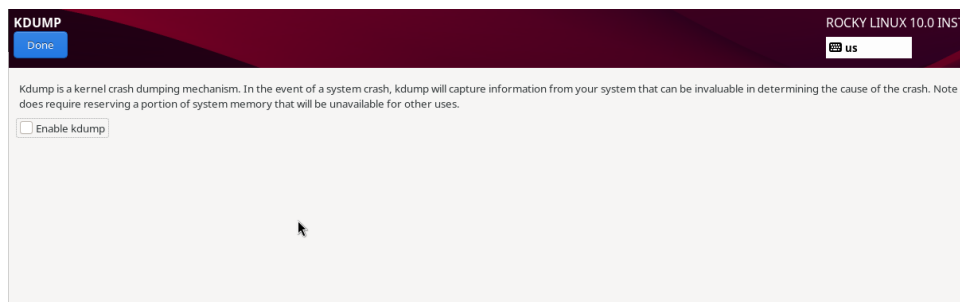 KDUMP
ROCKY LINUX 10.0 INST
Done
us
Kdump is a kernel crash dumping mechanism. In the event of a system crash, kdump will capture information from your system that can be invaluable in determining the cause of the crash. Note
does require reserving a portion of system memory that will be unavailable for other uses.
Enable kdump